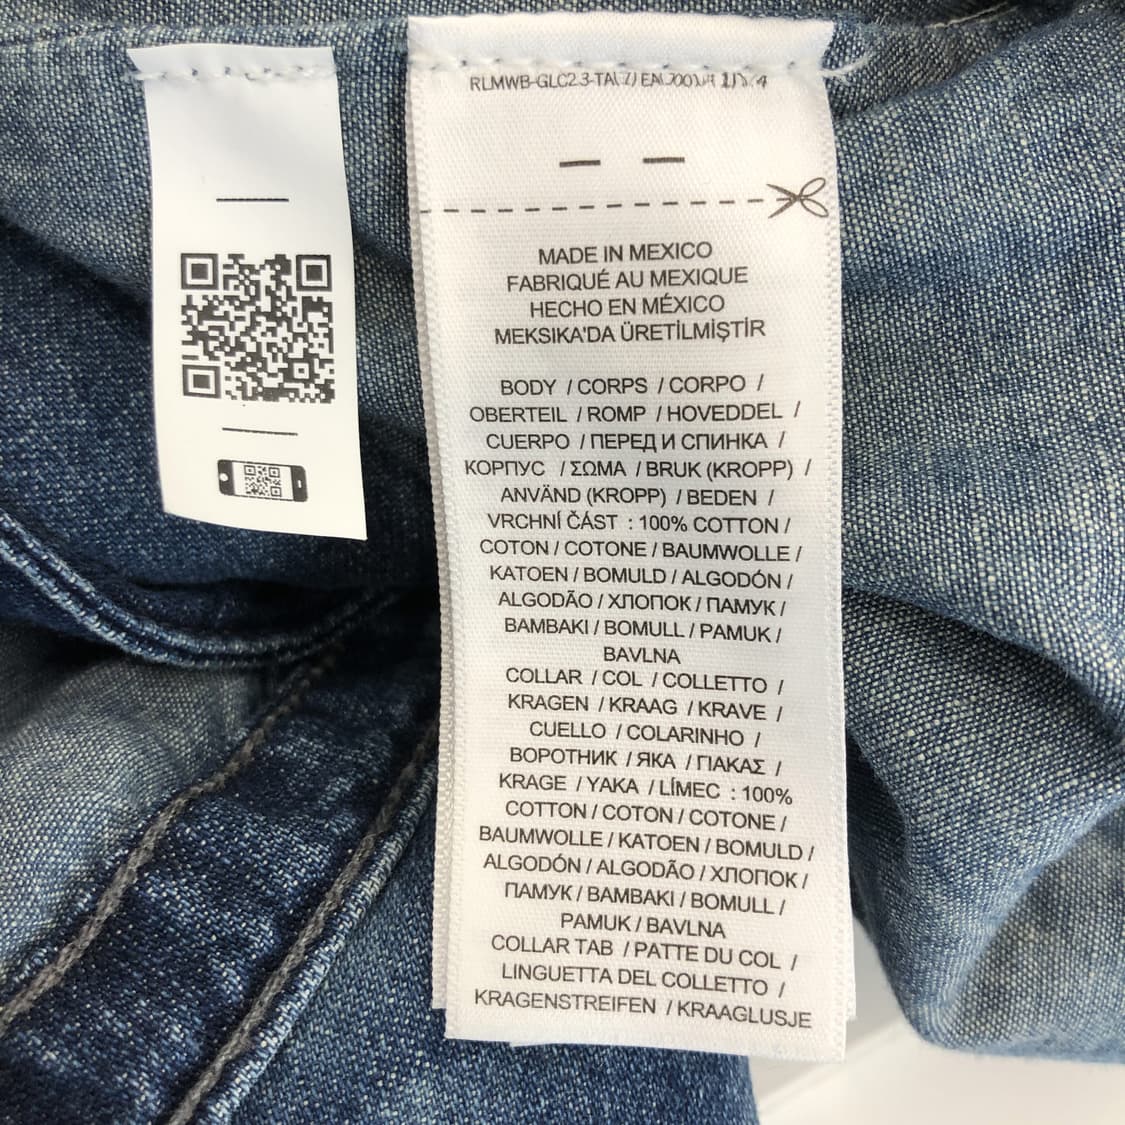 RLMWB-GLC2.3-TA
MADE IN MEXICO
FABRIQUÉ AU MEXIQUE
HECHO EN MÉXICO
MEKSIKA'DA ÜRETİLMİŞTİR
BODY / CORPS / CORPO /
OBERTEIL / ROMP / HOVEDDEL /
CUERPO / ПЕРЕД И СПИНКА /
КОРПУС / ΣΩΜΑ / BRUK (KROPP) /
ANVÄND (KROPP) / BEDEN /
VRCHNÍ ČÁST : 100% COTTON /
COTON / COTONE / BAUMWOLLE /
KATOEN / BOMULD / ALGODÓN /
ALGODÃO / ХЛОПОК / ПАМУК /
BAMBAKI / BOMULL / PAMUK /
BAVLNA
COLLAR / COL / COLLETTO /
KRAGEN / KRAAG / KRAVE /
CUELLO / COLARINHO /
ВОРОТНИК / ЯКА / ΓΙΑΚΑΣ /
KRAGE / YAKA / LÍMEC : 100%
COTTON / COTON / COTONE /
BAUMWOLLE / KATOEN / BOMULD /
ALGODÓN / ALGODÃO / ХЛОПОК /
ПАМУК / BAMBAKI / BOMULL /
PAMUK / BAVLNA
COLLAR TAB / PATTE DU COL /
LINGUETTA DEL COLLETTO /
KRAGENSTREIFEN / KRAAGLUSJE